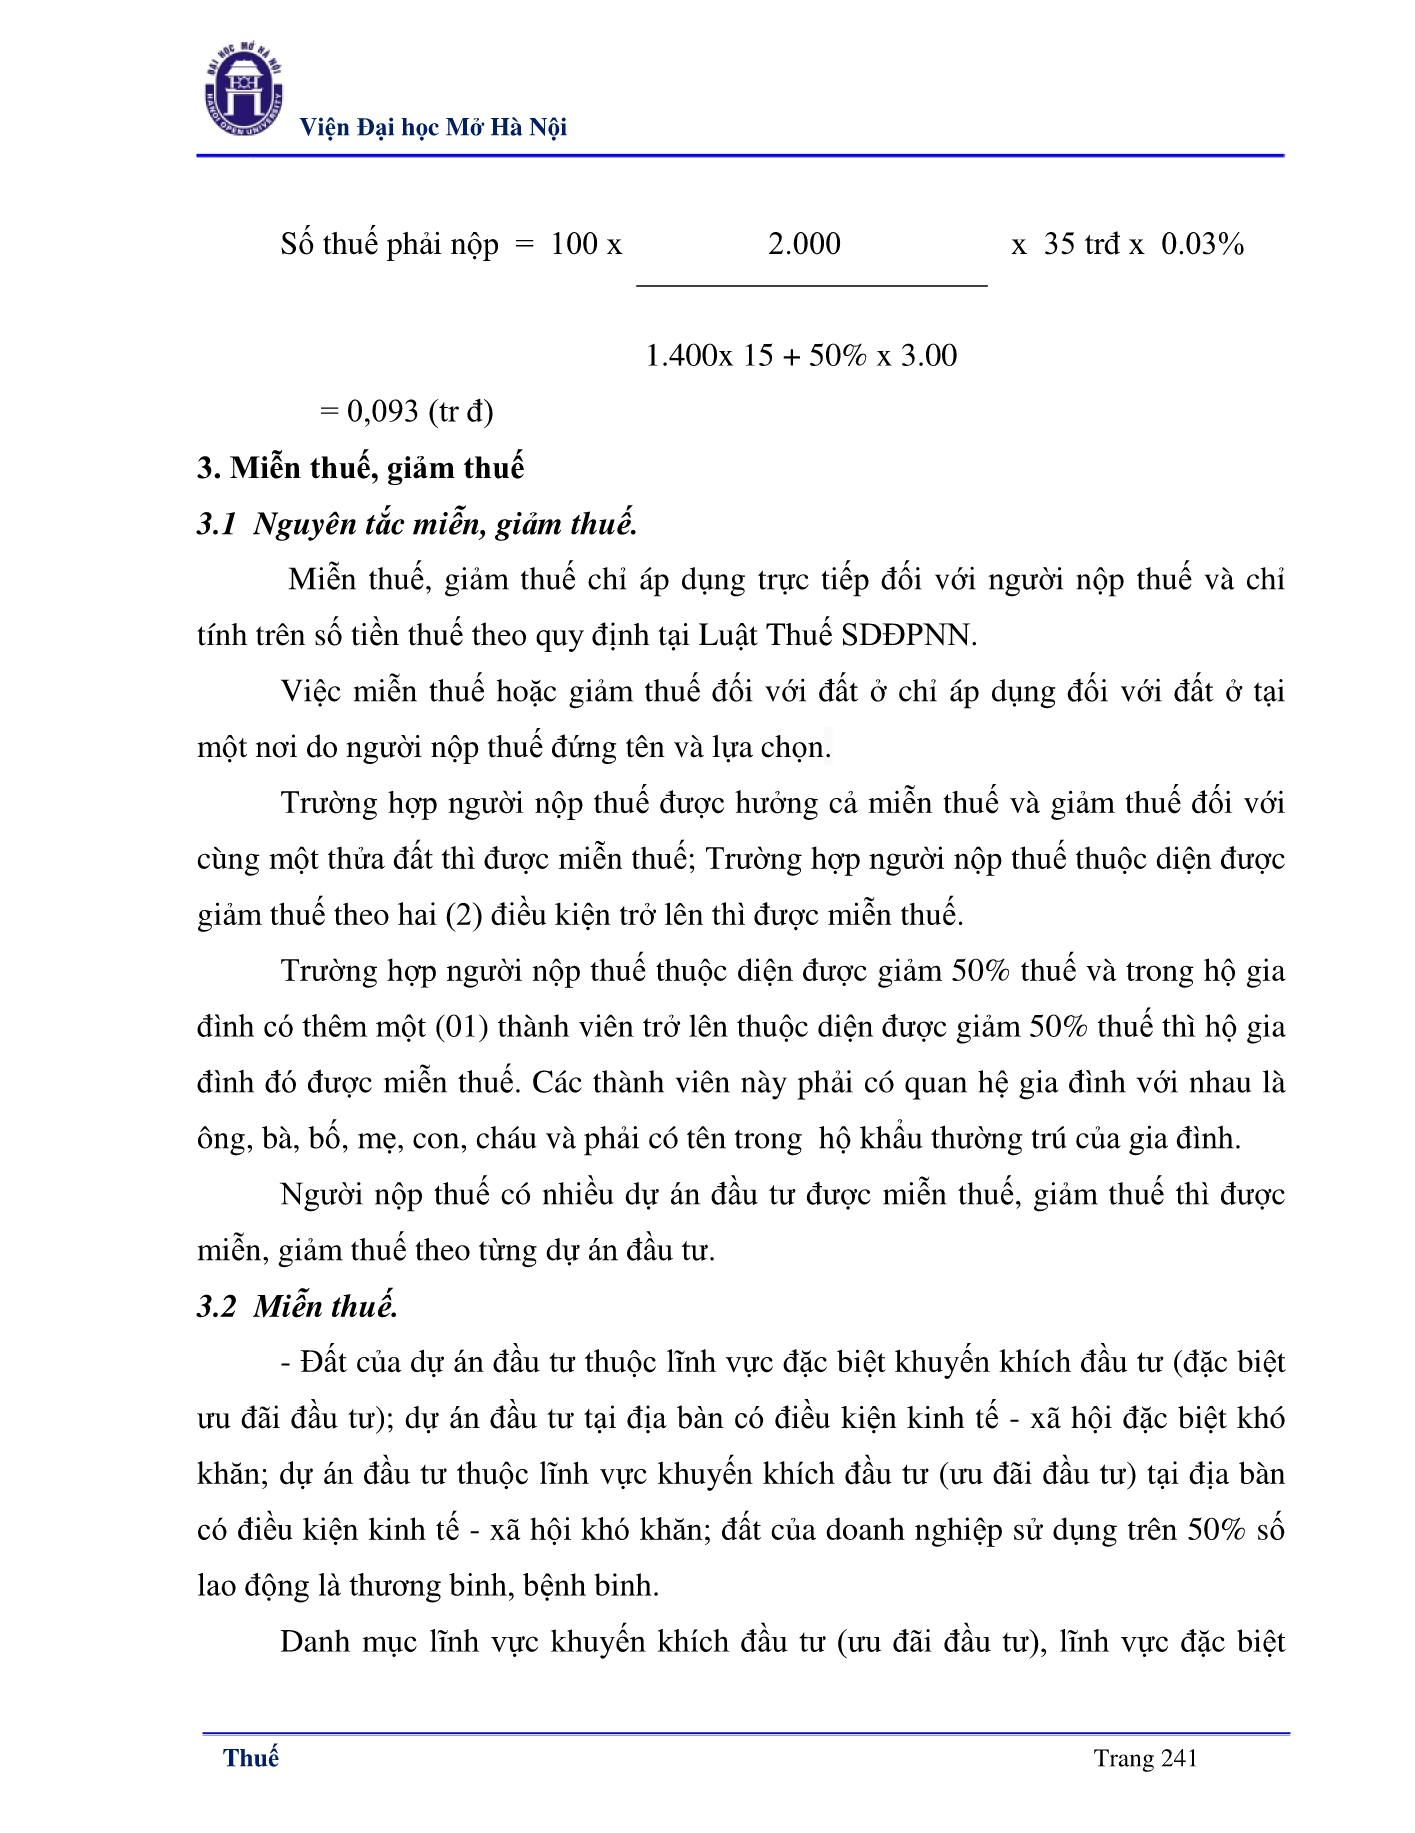 ĐẠI HỌC MỞ HÀ NỘI
HANOI OPEN UNIVERSITY
Viện Đại học Mở Hà Nội
Số thuế phải nộp = 100 x 2.000 x 35 trđ x 0.03%
1.400x 15 + 50% x 3.00
= 0,093 (tr đ)
3. Miễn thuế, giảm thuế
3.1 Nguyên tắc miễn, giảm thuế.
Miễn thuế, giảm thuế chỉ áp dụng trực tiếp đối với người nộp thuế và chỉ
tính trên số tiền thuế theo quy định tại Luật Thuế SDĐPNN.
Việc miễn thuế hoặc giảm thuế đối với đất ở chỉ áp dụng đối với đất ở tại
một nơi do người nộp thuế đứng tên và lựa chọn.
Trường hợp người nộp thuế được hưởng cả miễn thuế và giảm thuế đối với
cùng một thửa đất thì được miễn thuế; Trường hợp người nộp thuế thuộc diện được
giảm thuế theo hai (2) điều kiện trở lên thì được miễn thuế.
Trường hợp người nộp thuế thuộc diện được giảm 50% thuế và trong hộ gia
đình có thêm một (01) thành viên trở lên thuộc diện được giảm 50% thuế thì hộ gia
đình đó được miễn thuế. Các thành viên này phải có quan hệ gia đình với nhau là
ông, bà, bố, mẹ, con, cháu và phải có tên trong hộ khẩu thường trú của gia đình.
Người nộp thuế có nhiều dự án đầu tư được miễn thuế, giảm thuế thì được
miễn, giảm thuế theo từng dự án đầu tư.
3.2 Miễn thuế.
- Đất của dự án đầu tư thuộc lĩnh vực đặc biệt khuyến khích đầu tư (đặc biệt
ưu đãi đầu tư); dự án đầu tư tại địa bàn có điều kiện kinh tế - xã hội đặc biệt khó
khăn; dự án đầu tư thuộc lĩnh vực khuyến khích đầu tư (ưu đãi đầu tư) tại địa bàn
có điều kiện kinh tế - xã hội khó khăn; đất của doanh nghiệp sử dụng trên 50% số
lao động là thương binh, bệnh binh.
Danh mục lĩnh vực khuyến khích đầu tư (ưu đãi đầu tư), lĩnh vực đặc biệt
Thuế Trang 241